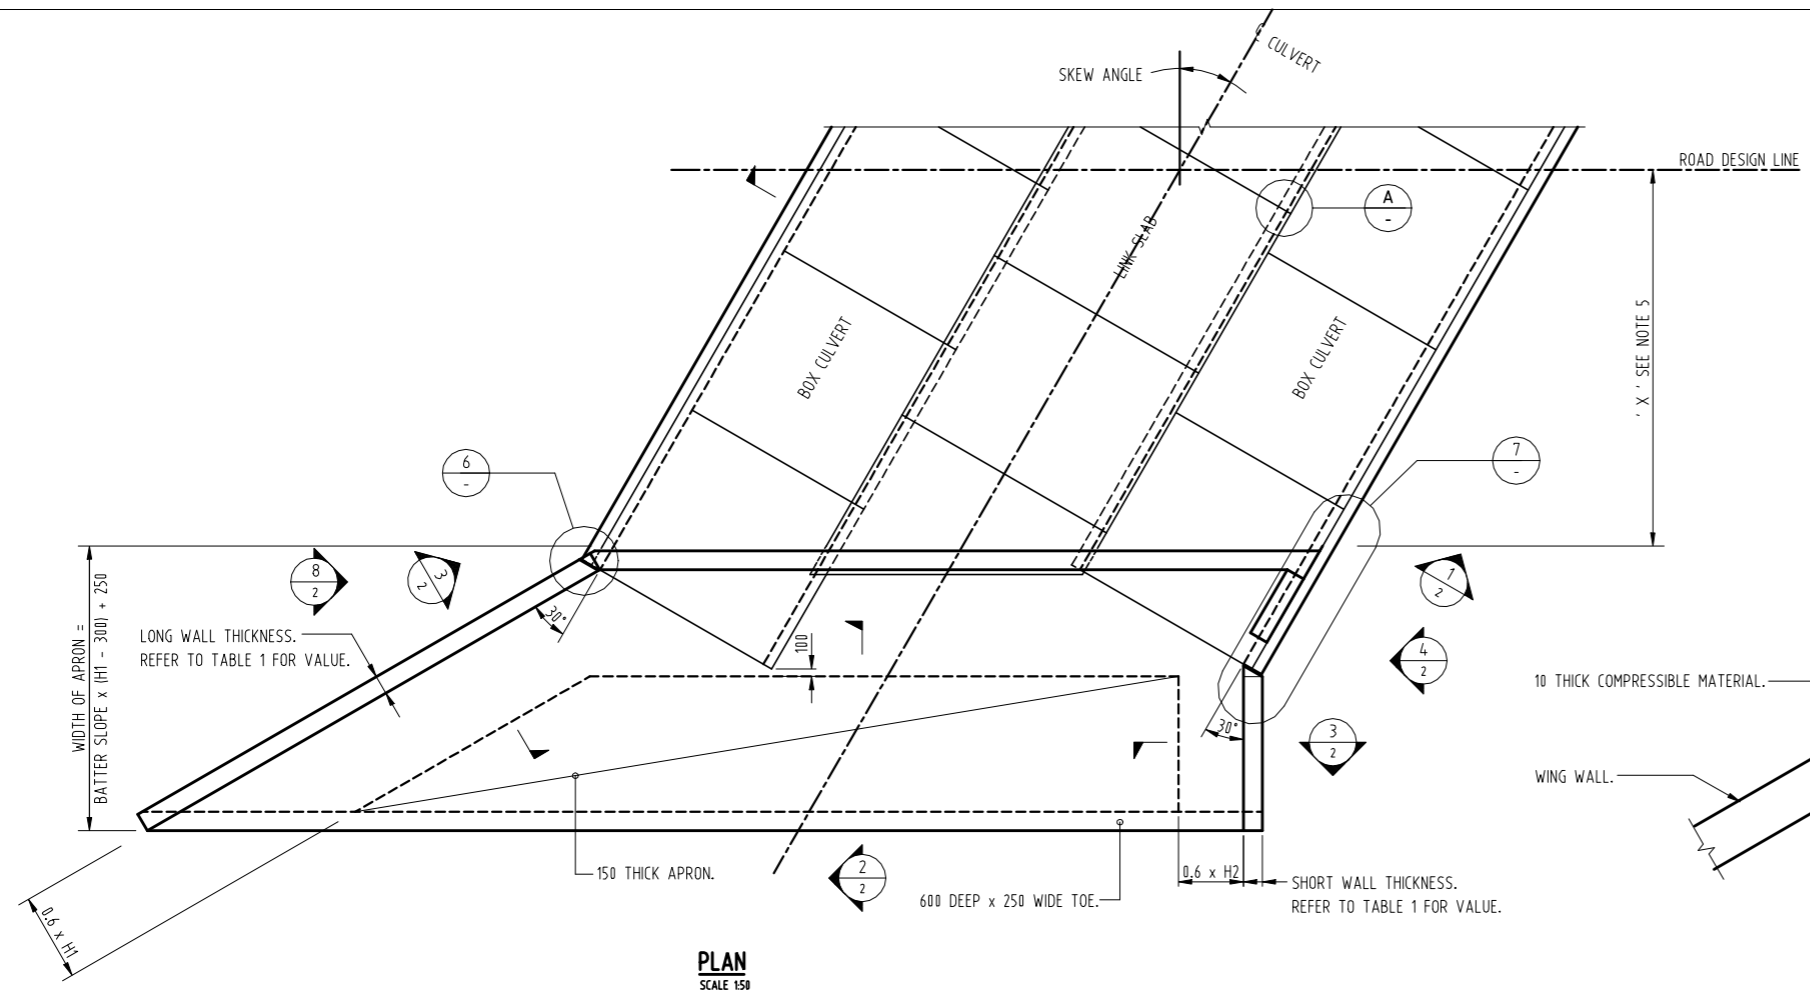 CULVERT
SKEW ANGLE
ROAD DESIGN LINE
A
-
LINK SLAB
BOX CULVERT
BOX CULVERT
' X ' SEE NOTE 5
6
-
7
-
8
2
3
2
1
2
WIDTH OF APRON =
BATTER SLOPE x (H1 - 300) + 250
LONG WALL THICKNESS.
REFER TO TABLE 1 FOR VALUE.
30°
100
4
2
10 THICK COMPRESSIBLE MATERIAL.
30°
3
2
WING WALL.
150 THICK APRON.
2
2
0.6 x H2
SHORT WALL THICKNESS.
REFER TO TABLE 1 FOR VALUE.
600 DEEP x 250 WIDE TOE.
0.6 x H1
PLAN
SCALE 1:50